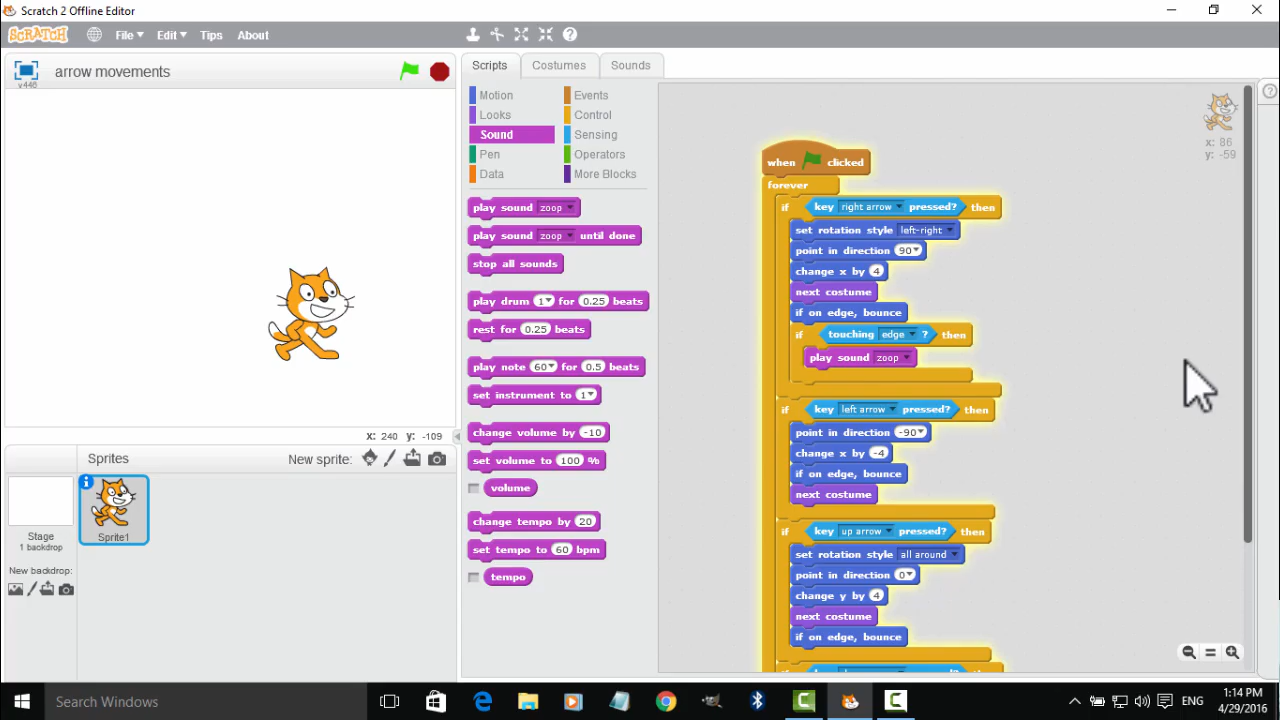 Scratch 2 Offline Editor
SCRATCH File Edit Tips About
arrow movements
v446
Scripts Costumes Sounds
Motion Events
Looks Control
Sound Sensing
Pen Operators
Data More Blocks
play sound zoop
play sound zoop until done
stop all sounds
play drum 1 for 0.25 beats
rest for 0.25 beats
play note 60 for 0.5 beats
set instrument to 1
change volume by -10
set volume to 100 %
volume
change tempo by 20
set tempo to 60 bpm
tempo
x: 86
y: -59
when clicked
forever
if key right arrow pressed? then
set rotation style left-right
point in direction 90
change x by 4
next costume
if on edge, bounce
if touching edge ? then
play sound zoop
if key left arrow pressed? then
point in direction -90
change x by -4
if on edge, bounce
next costume
if key up arrow pressed? then
set rotation style all around
point in direction 0
change y by 4
next costume
if on edge, bounce
x: 240 y: -109
Sprites New sprite:
Stage
1 backdrop
New backdrop:
Sprite1
Search Windows
ENG
1:14 PM
4/29/2016